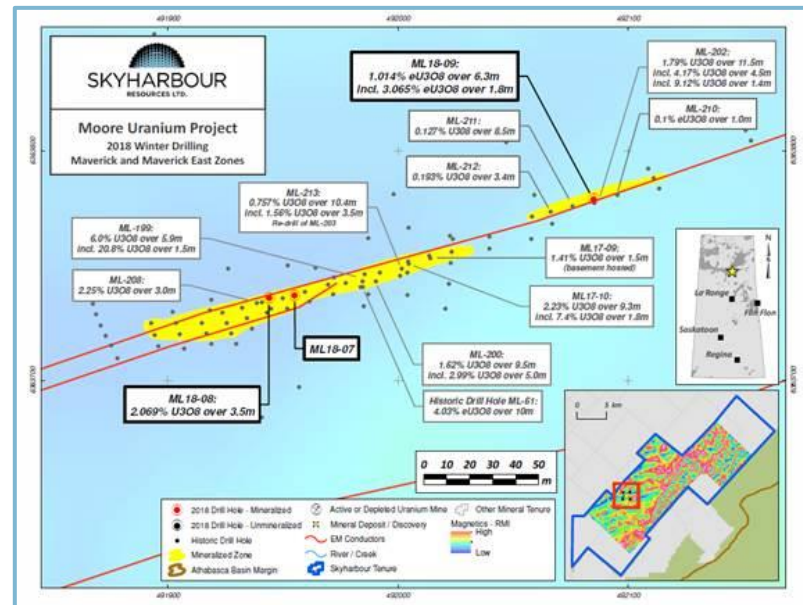 491900
492000
492100
SKYHARBOUR
RESOURCES LTD.
Moore Uranium Project
2018 Winter Drilling
Maverick and Maverick East Zones
ML18-09:
1.014% eU3O8 over 6.3m
incl. 3.065% eU3O8 over 1.8m
ML-202:
1.79% U3O8 over 11.5m
incl. 4.17% U3O8 over 4.5m
incl. 9.12% U3O8 over 1.4m
ML-211:
0.127% U3O8 over 8.5m
ML-210:
0.1% eU3O8 over 1.0m
ML-212:
0.193% U3O8 over 3.4m
ML-213:
0.757% U3O8 over 10.4m
incl. 1.56% U3O8 over 3.5m
Re-drill of ML-203
ML-199:
6.0% U3O8 over 5.9m
incl. 20.8% U3O8 over 1.5m
ML-208:
2.25% U3O8 over 3.0m
ML17-09:
1.41% U3O8 over 1.5m
(basement hosted)
ML17-10:
2.23% U3O8 over 9.3m
incl. 7.4% U3O8 over 1.8m
ML18-07
ML-200:
1.62% U3O8 over 9.5m
incl. 2.99% U3O8 over 5.0m
ML18-08:
2.069% U3O8 over 3.5m
Historic Drill Hole ML-61:
4.03% eU3O8 over 10m
N
La Ronge
Flin Flon
Saskatoon
Regina
0 5 km
0 10 20 30 40 50
m
2018 Drill Hole - Mineralized
2018 Drill Hole - Unmineralized
Historic Drill Hole
Mineralized Zone
Athabasca Basin Margin
Active or Depleted Uranium Mine
Mineral Deposit / Discovery
EM Conductors
River / Creek
Skyharbour Tenure
Other Mineral Tenure
Magnetics - RMI
High
Low
491900
492000
492100